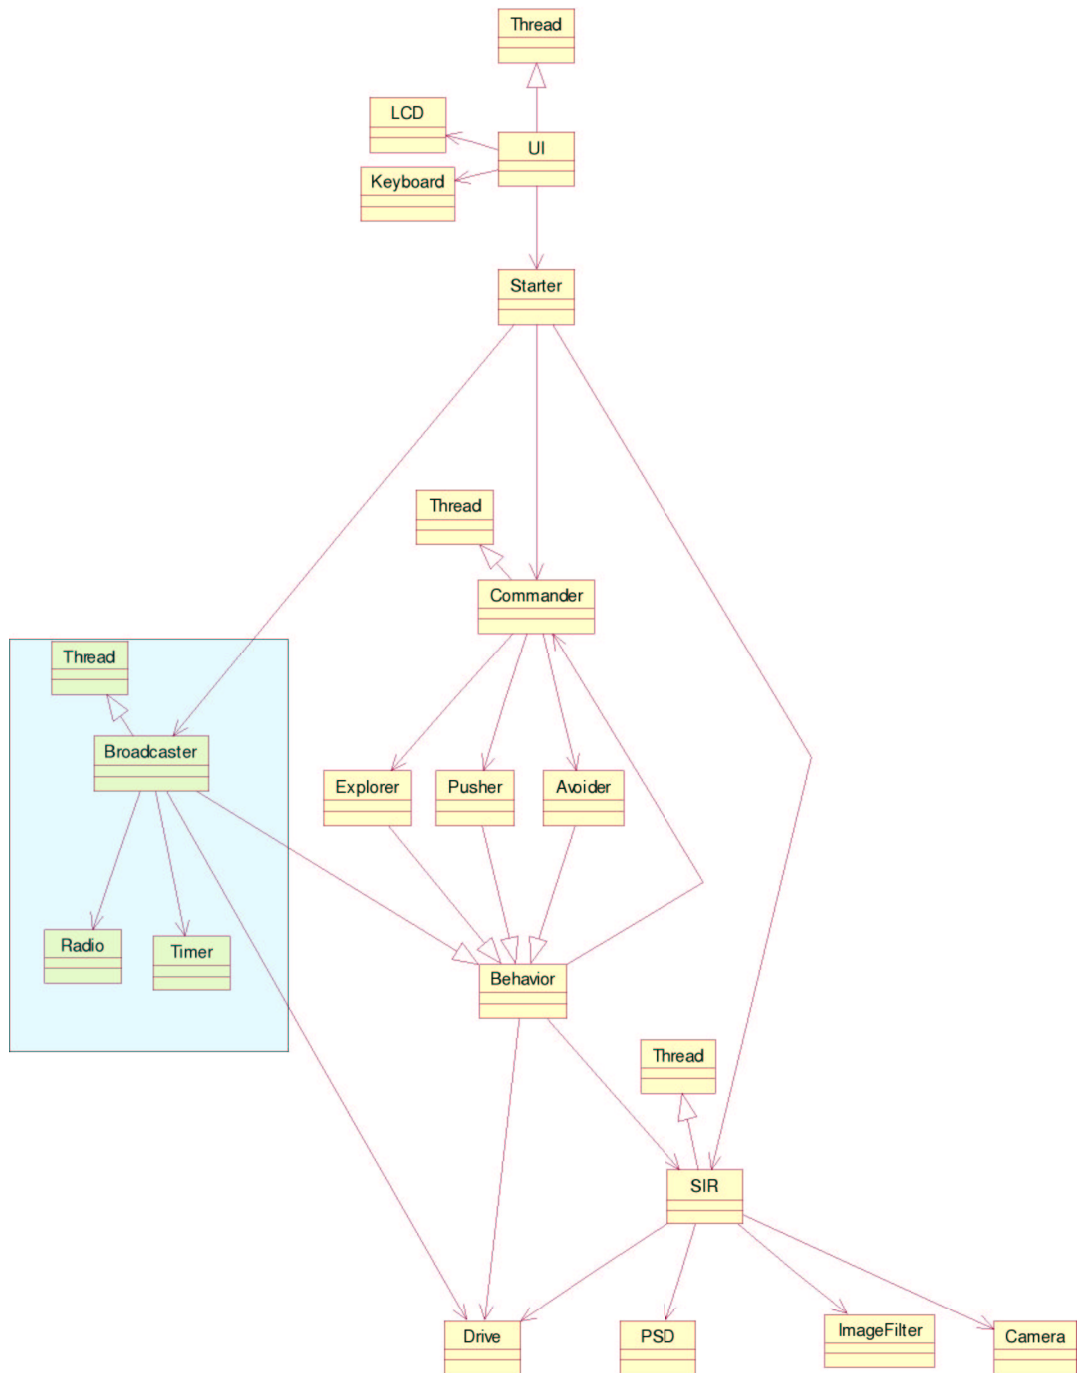 Thread
LCD
UI
Keyboard
Starter
Thread
Commander
Thread
Broadcaster
Explorer
Pusher
Avoider
Radio
Timer
Behavior
Thread
SIR
Drive
PSD
ImageFilter
Camera